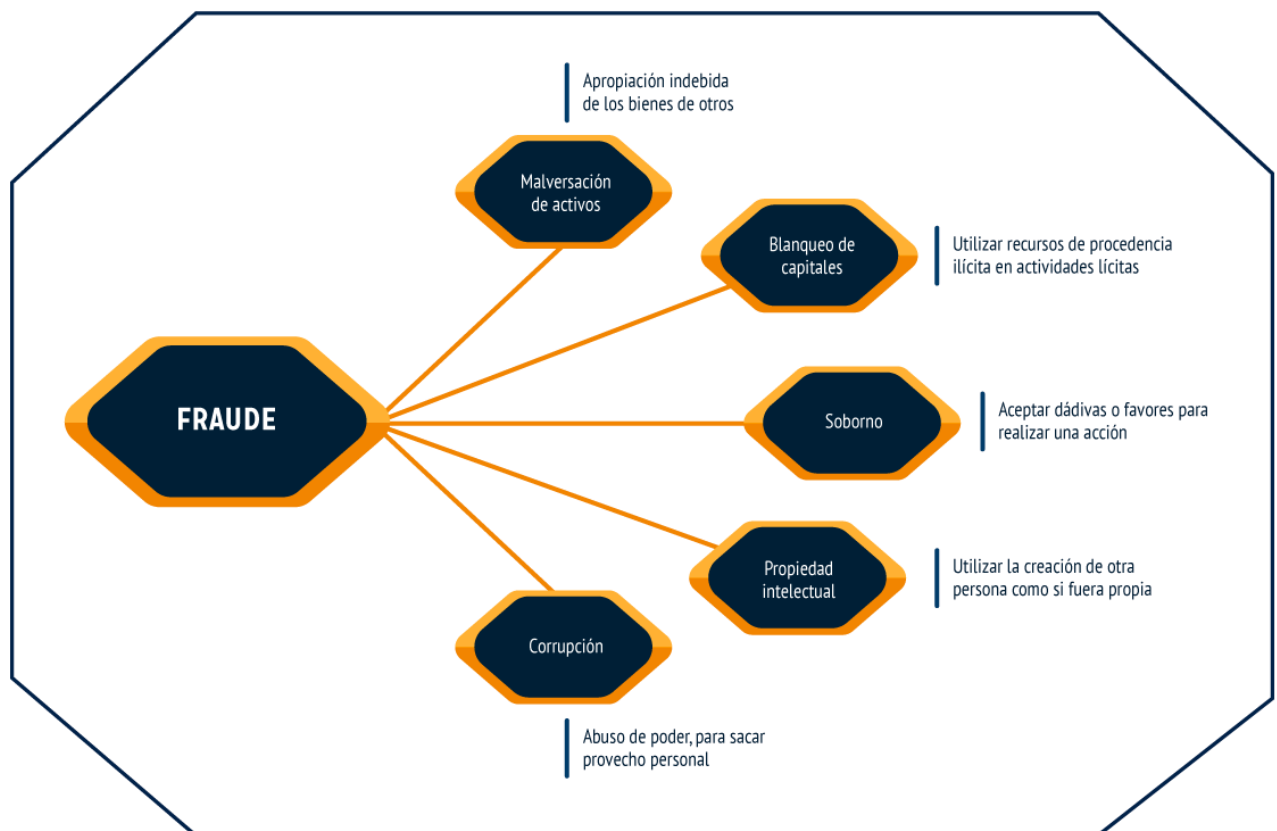 Apropiación indebida
de los bienes de otros
Malversación
de activos
Blanqueo de
capitales
Utilizar recursos de procedencia
ilícita en actividades lícitas
FRAUDE
Soborno
Aceptar dádivas o favores para
realizar una acción
Propiedad
intelectual
Utilizar la creación de otra
persona como si fuera propia
Corrupción
Abuso de poder, para sacar
provecho personal